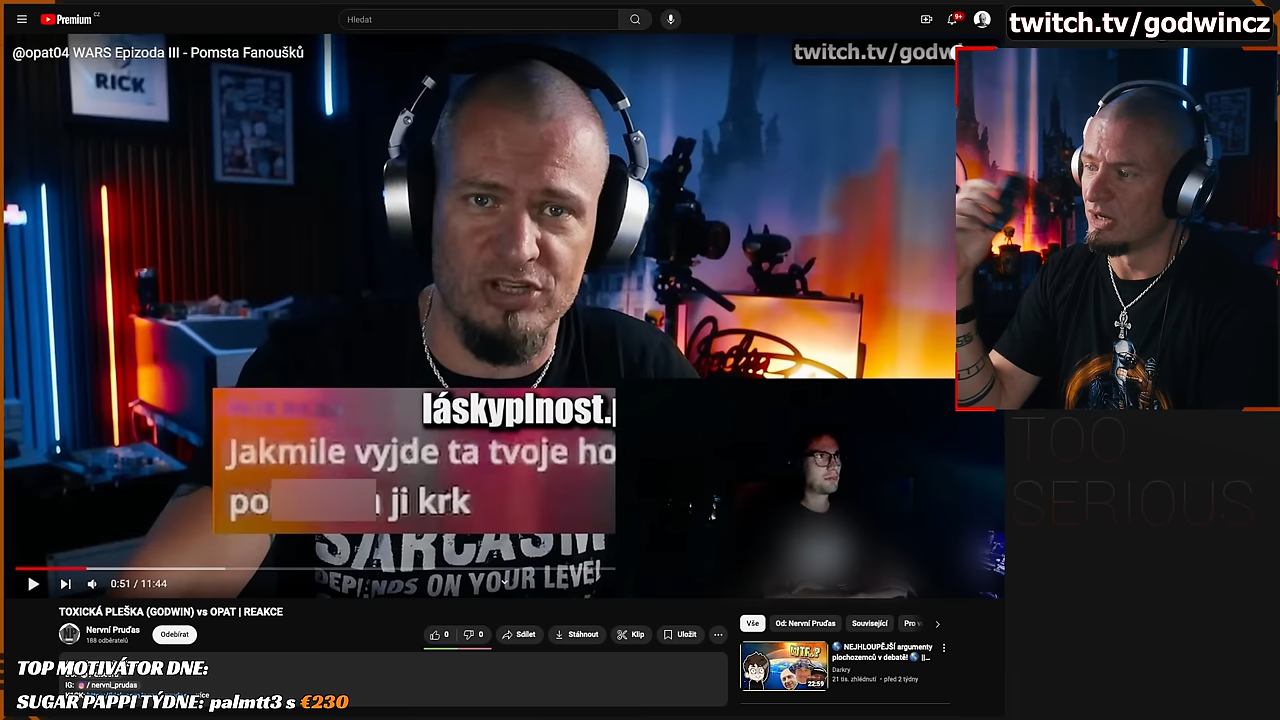 Premium CZ
Hledat
9+
twitch.tv/godwincz
@opat04 WARS Epizoda III - Pomsta Fanoušků
twitch.tv/godw
RICK
láskyplnost.
Jakmile vyjde ta tvoje ho
po ji krk
SARCASM
DEPENDS ON YOUR LEVEL
TOO
SERIOUS
0:51 / 11:44
TOXICKÁ PLEŠKA (GODWIN) vs OPAT | REAKCE
Nervní Pruďas
188 odběratelů
Odebírat
0
0
Sdílet
Stáhnout
Klip
Uložit
Vše
Od: Nervní Pruďas
Související
Pro v
NEJHLOUPĚJŠÍ argumenty
plochozemců v debatě! ||...
Darkry
21 tis. zhlédnutí • před 2 týdny
WTF..?
22:59
TOP MOTIVÁTOR DNE:
IG: /nervni_prudas
SUGAR PAPPI TÝDNE: palmtt3 s €230